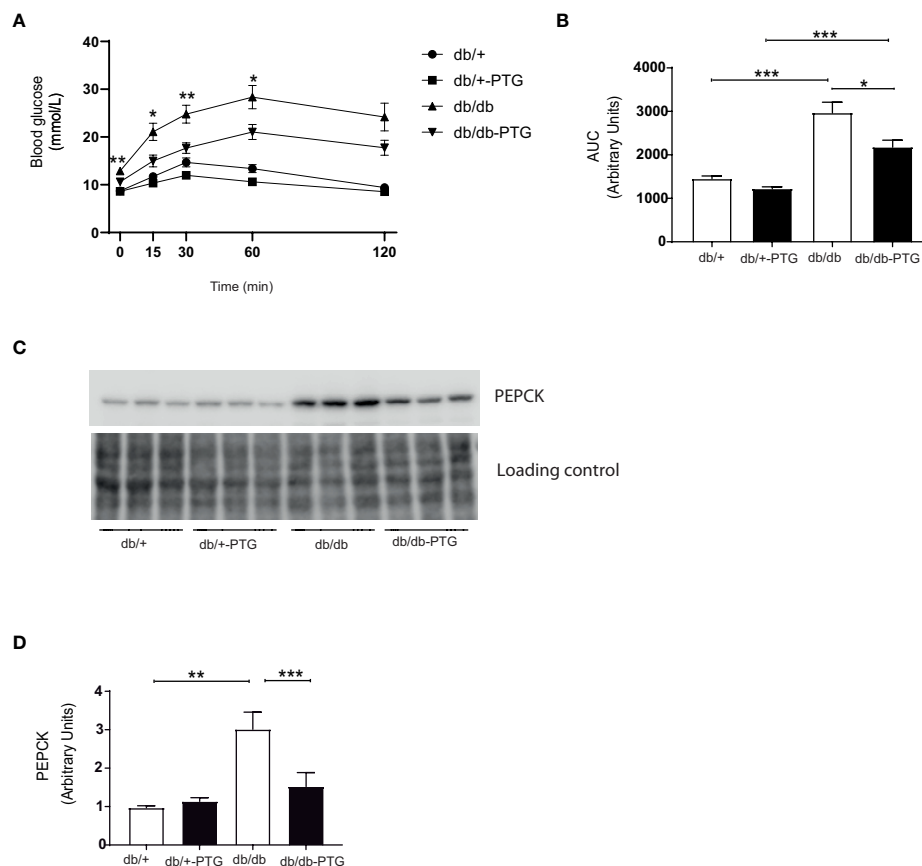 A
40
30
20
10
0
Blood glucose
(mmol/L)
**
*
**
*
0 15 30 60 120
Time (min)
db/+
db/+-PTG
db/db
db/db-PTG
B
***
***
*
4000
3000
2000
1000
0
AUC
(Arbitrary Units)
db/+ db/+-PTG db/db db/db-PTG
C
PEPCK
Loading control
db/+ db/+-PTG db/db db/db-PTG
D
** ***
4
3
2
1
0
PEPCK
(Arbitrary Units)
db/+ db/+-PTG db/db db/db-PTG